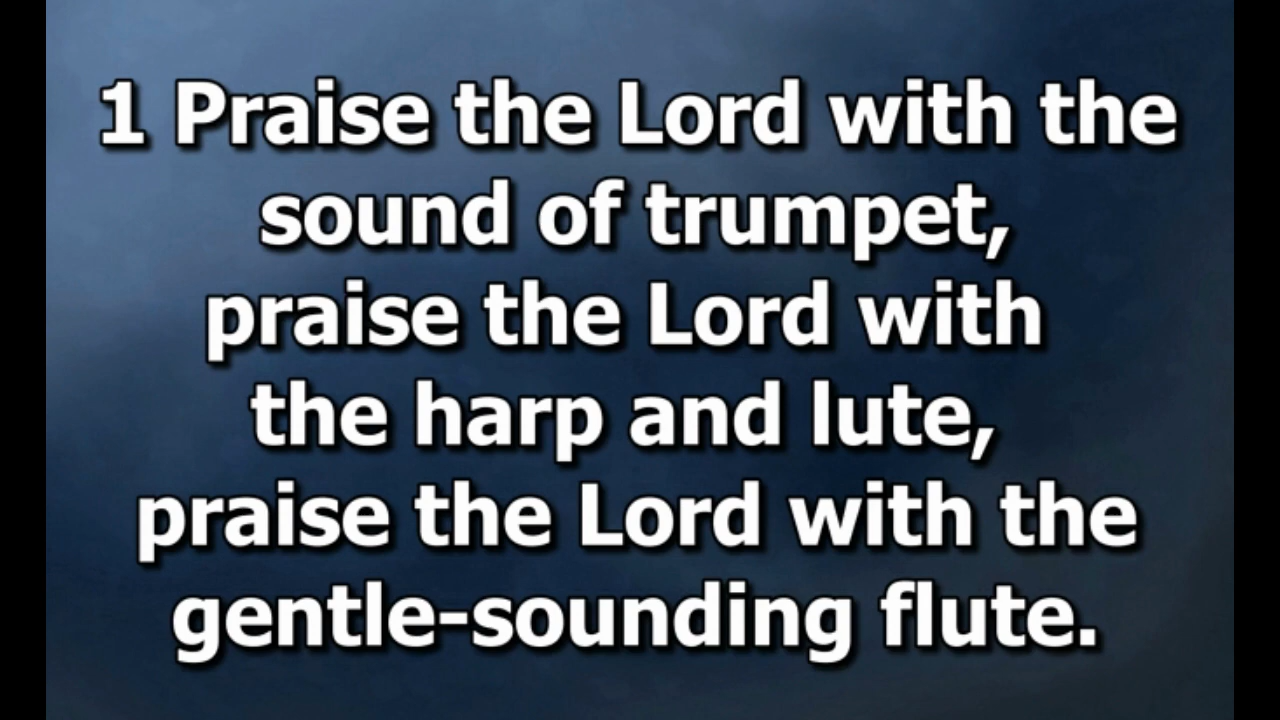 1 Praise the Lord with the
sound of trumpet,
praise the Lord with
the harp and lute,
praise the Lord with the
gentle-sounding flute.